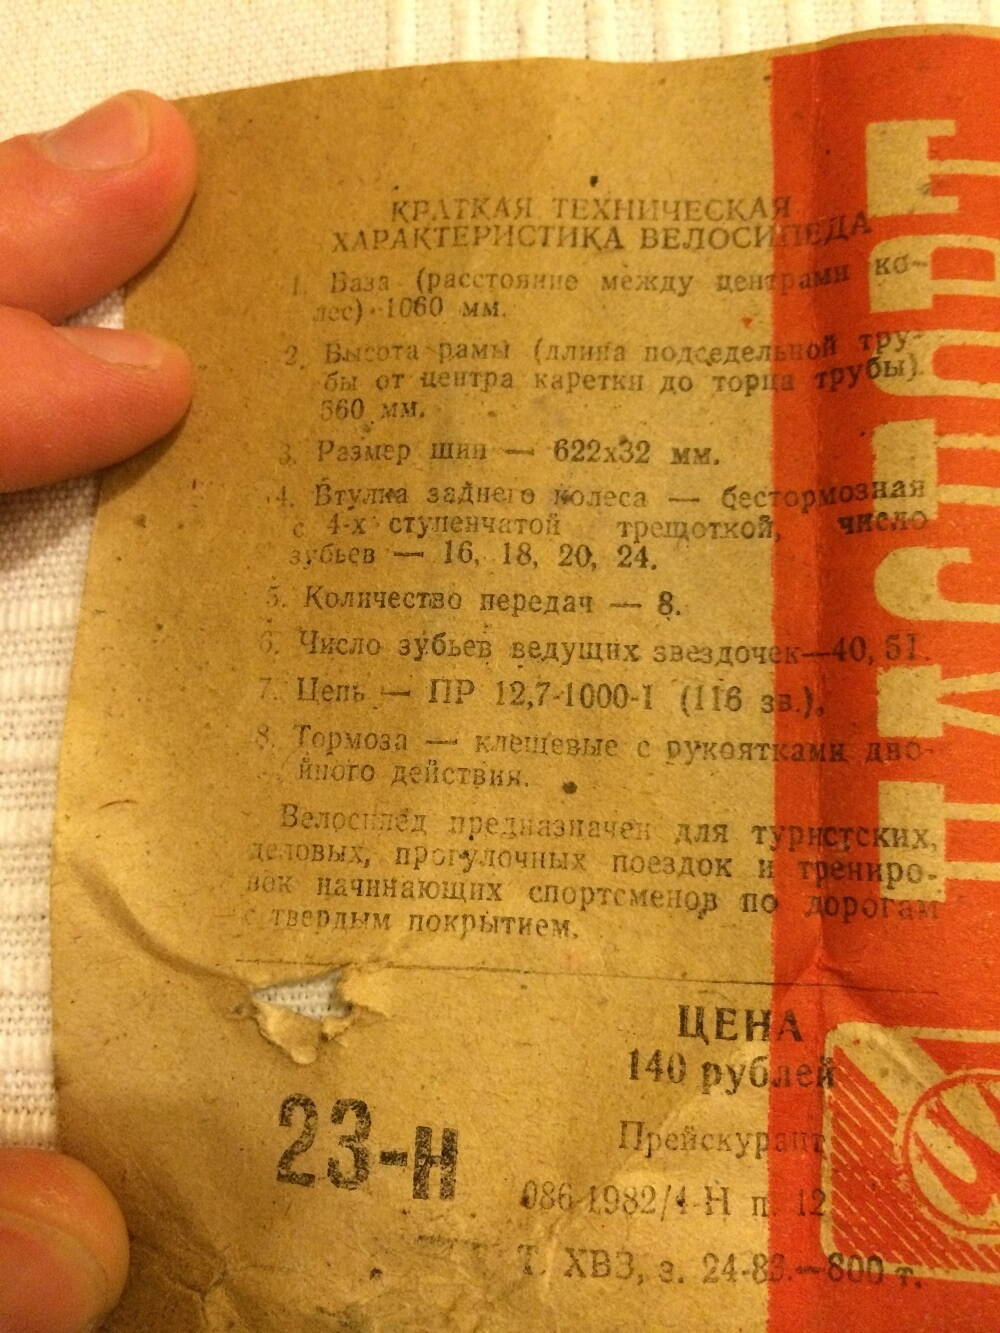 КРАТКАЯ ТЕХНИЧЕСКАЯ
ХАРАКТЕРИСТИКА ВЕЛОСИПЕДА
1. База (расстояние между центрами ко-
лес) 1060 мм.
2. Высота рамы (длина подседельной тру-
бы от центра каретки до торца трубы)
560 мм.
3. Размер шин — 622х32 мм.
4. Втулка заднего колеса — бестормозная
с 4-х ступенчатой трещоткой, число
зубьев — 16, 18, 20, 24.
5. Количество передач — 8.
6. Число зубьев ведущих звездочек—40, 51.
7. Цепь — ПР 12,7-1000-1 (116 зв.),
8. Тормоза — клещевые с рукоятками дво-
йного действия.
Велосипед предназначен для туристских,
деловых, прогулочных поездок и трениро-
вок начинающих спортсменов по дорогам
с твердым покрытием.
ЦЕНА
140 рублей
23-Н
Прейскурант
086-1982/4-Н п. 12
Т. ХВЗ, з. 24-83.—800 т.
ПАСПОРТ